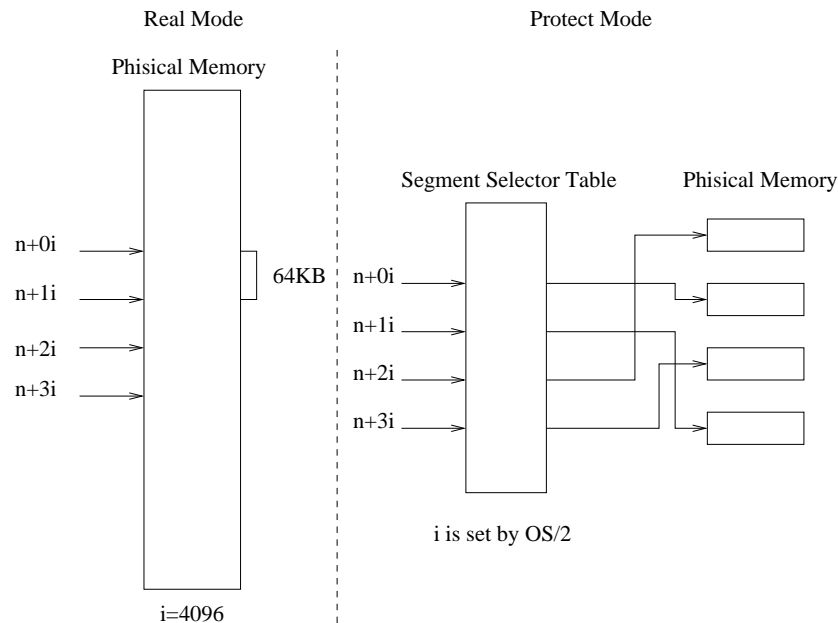 Real Mode
Protect Mode
Phisical Memory
n+0i
n+1i
n+2i
n+3i
64KB
i=4096
Segment Selector Table
Phisical Memory
n+0i
n+1i
n+2i
n+3i
i is set by OS/2